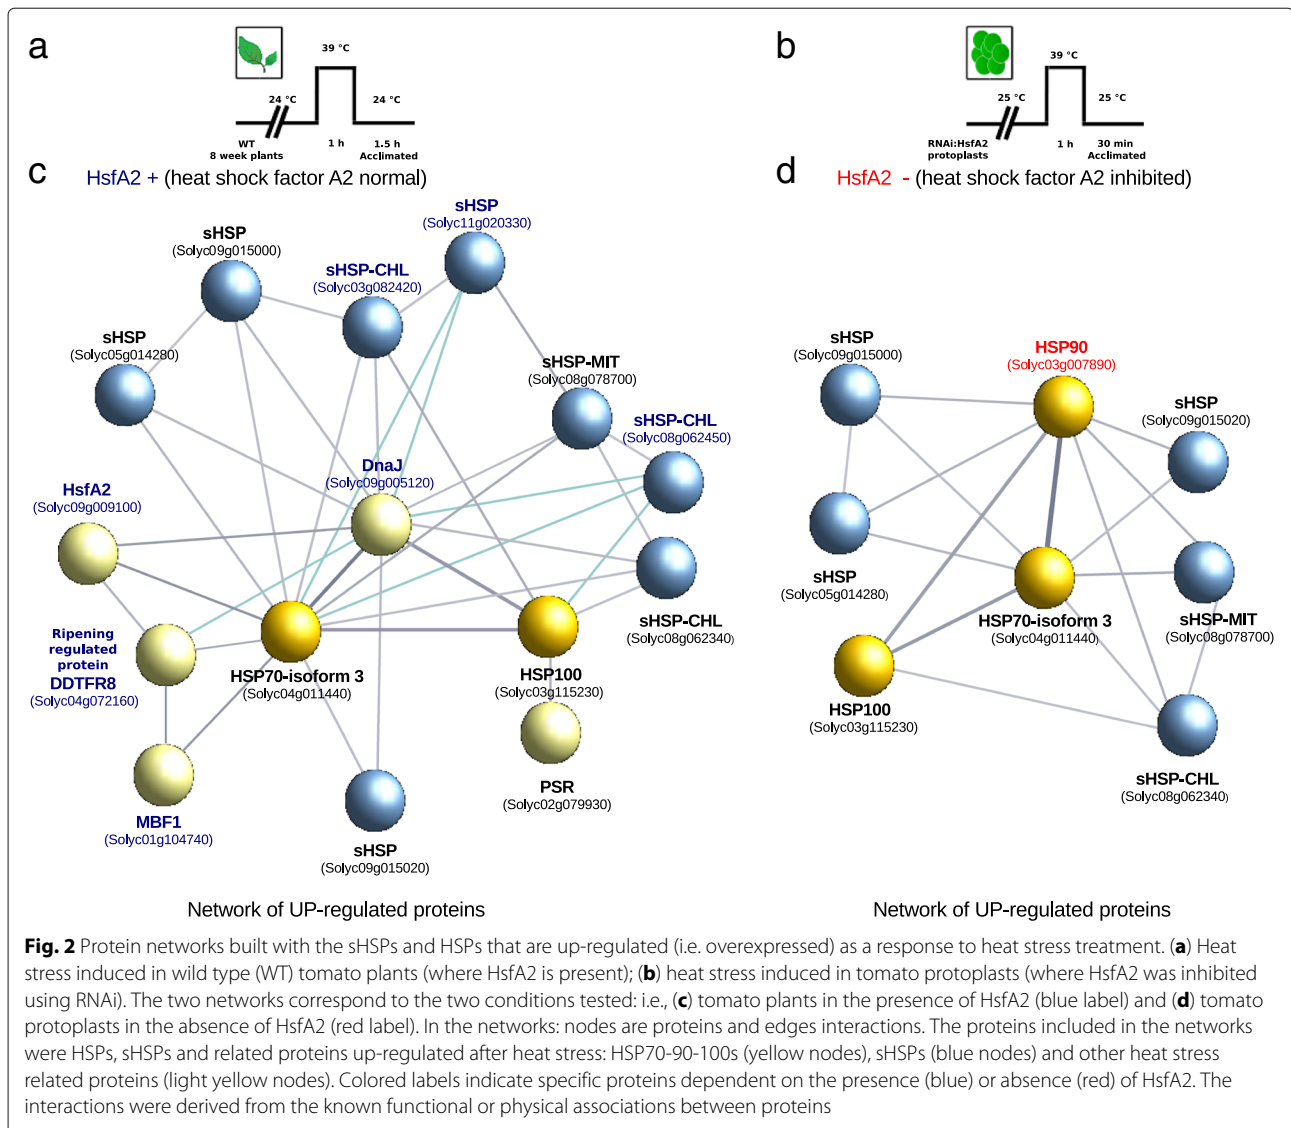 a
39 °C
24 °C
24 °C
WT
8 week plants
1 h
1.5 h
Acclimated
b
39 °C
25 °C
25 °C
RNAi:HsfA2
protoplasts
1 h
30 min
Acclimated
c
HsfA2 + (heat shock factor A2 normal)
sHSP
(Solyc11g020330)
sHSP
(Solyc09g015000)
sHSP-CHL
(Solyc03g082420)
sHSP
(Solyc05g014280)
sHSP-MIT
(Solyc08g078700)
sHSP-CHL
(Solyc08g062450)
DnaJ
(Solyc09g005120)
HsfA2
(Solyc09g009100)
sHSP-CHL
(Solyc08g062340)
Ripening
regulated
protein
DDTFR8
(Solyc04g072160)
HSP70-isoform 3
(Solyc04g011440)
HSP100
(Solyc03g115230)
PSR
(Solyc02g079930)
MBF1
(Solyc01g104740)
sHSP
(Solyc09g015020)
Network of UP-regulated proteins
d
HsfA2 - (heat shock factor A2 inhibited)
sHSP
(Solyc09g015000)
HSP90
(Solyc03g007890)
sHSP
(Solyc09g015020)
sHSP
(Solyc05g014280)
HSP70-isoform 3
(Solyc04g011440)
sHSP-MIT
(Solyc08g078700)
HSP100
(Solyc03g115230)
sHSP-CHL
(Solyc08g062340)
Network of UP-regulated proteins
Fig. 2 Protein networks built with the sHSPs and HSPs that are up-regulated (i.e. overexpressed) as a response to heat stress treatment. (a) Heat
stress induced in wild type (WT) tomato plants (where HsfA2 is present); (b) heat stress induced in tomato protoplasts (where HsfA2 was inhibited
using RNAi). The two networks correspond to the two conditions tested: i.e., (c) tomato plants in the presence of HsfA2 (blue label) and (d) tomato
protoplasts in the absence of HsfA2 (red label). In the networks: nodes are proteins and edges interactions. The proteins included in the networks
were HSPs, sHSPs and related proteins up-regulated after heat stress: HSP70-90-100s (yellow nodes), sHSPs (blue nodes) and other heat stress
related proteins (light yellow nodes). Colored labels indicate specific proteins dependent on the presence (blue) or absence (red) of HsfA2. The
interactions were derived from the known functional or physical associations between proteins